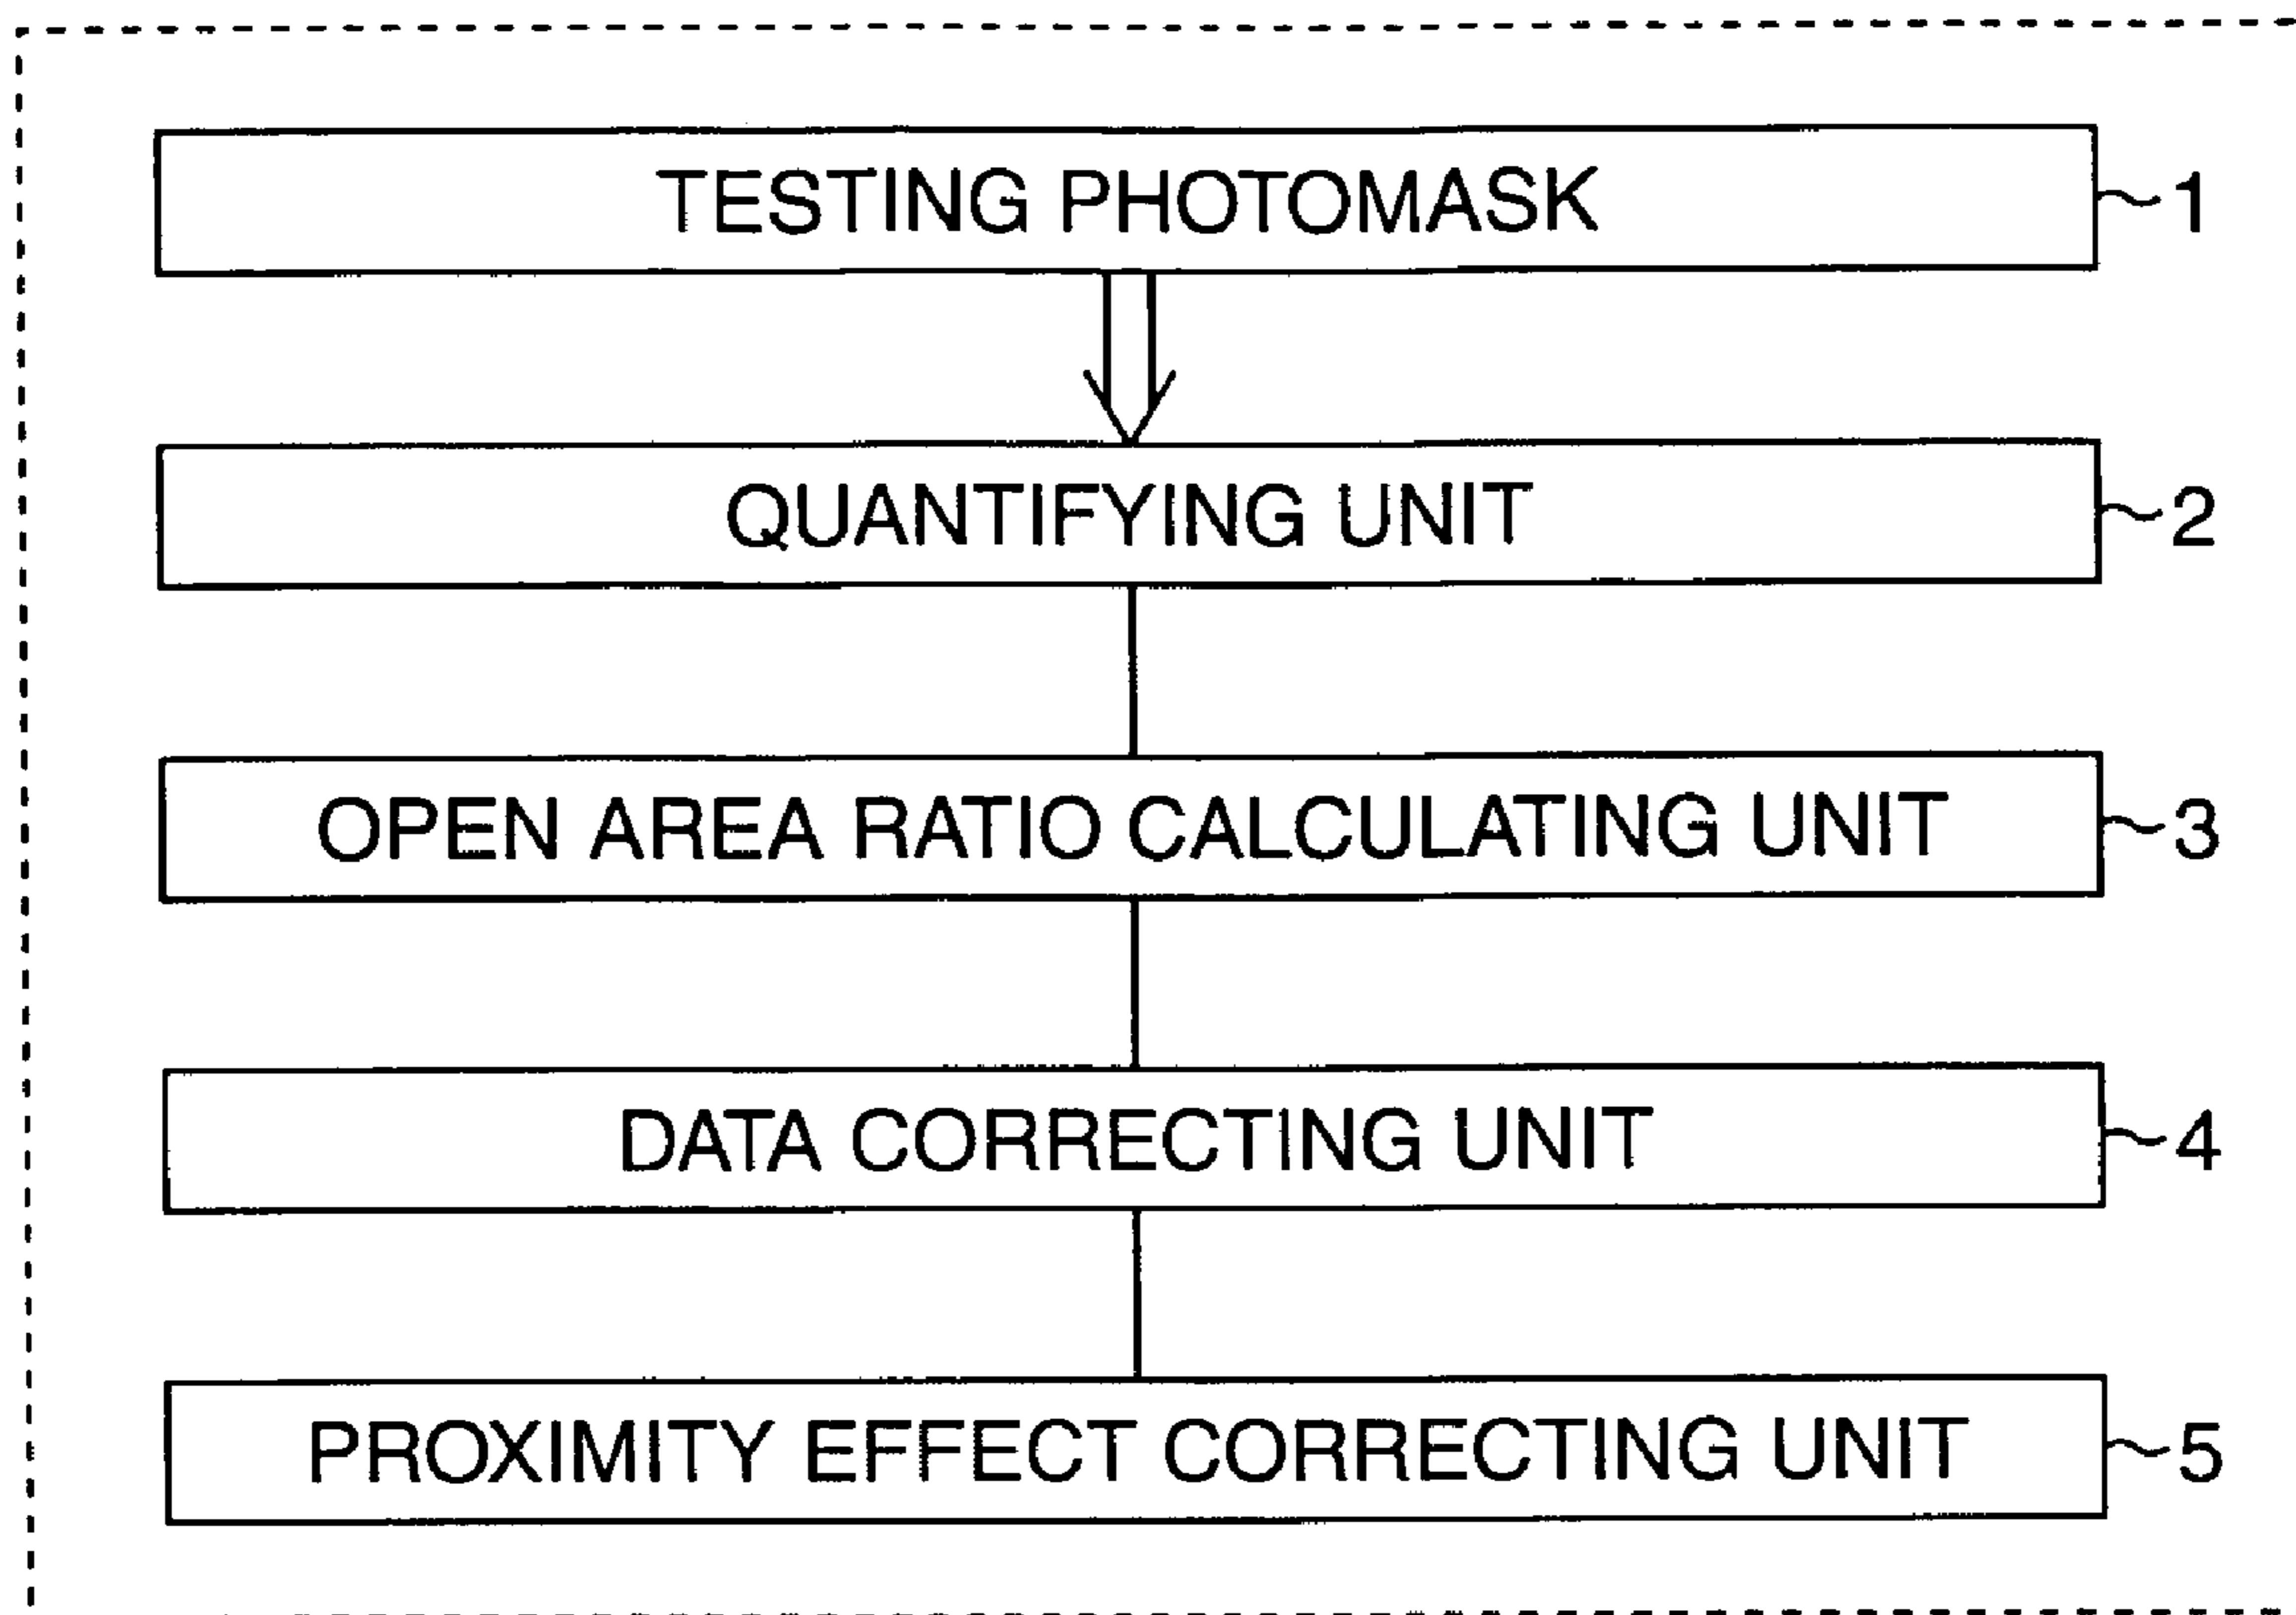 TESTING PHOTOMASK 1
QUANTIFYING UNIT 2
OPEN AREA RATIO CALCULATING UNIT 3
DATA CORRECTING UNIT 4
PROXIMITY EFFECT CORRECTING UNIT 5